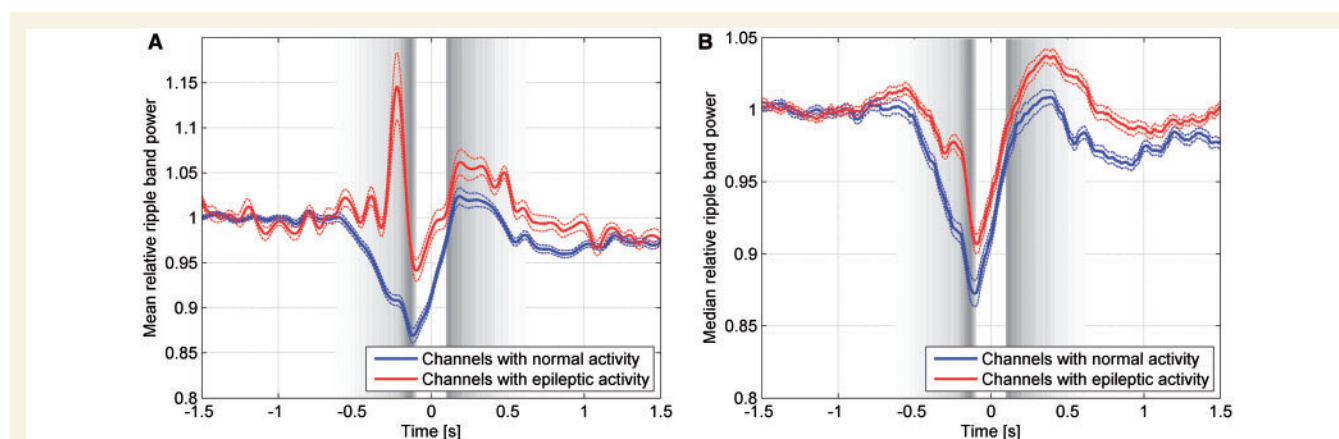 A
Mean relative ripple band power
1.15
1.1
1.05
1
0.95
0.9
0.85
0.8
-1.5 -1 -0.5 0 0.5 1 1.5
Time [s]
Channels with normal activity
Channels with epileptic activity
B
Median relative ripple band power
1.05
1
0.95
0.9
0.85
0.8
-1.5 -1 -0.5 0 0.5 1 1.5
Time [s]
Channels with normal activity
Channels with epileptic activity